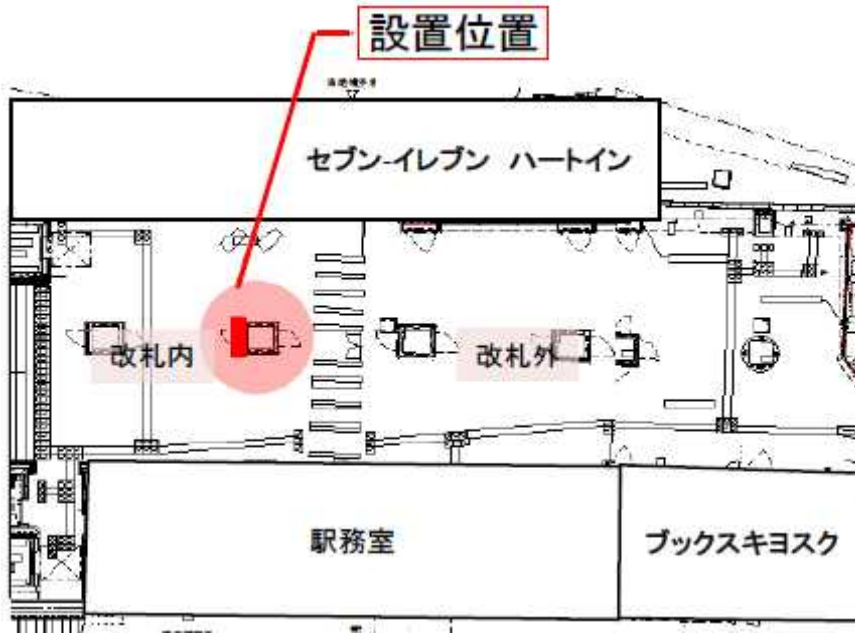 設置位置
セブン-イレブン ハートイン
改札内
改札外
駅務室
ブックスキヨスク